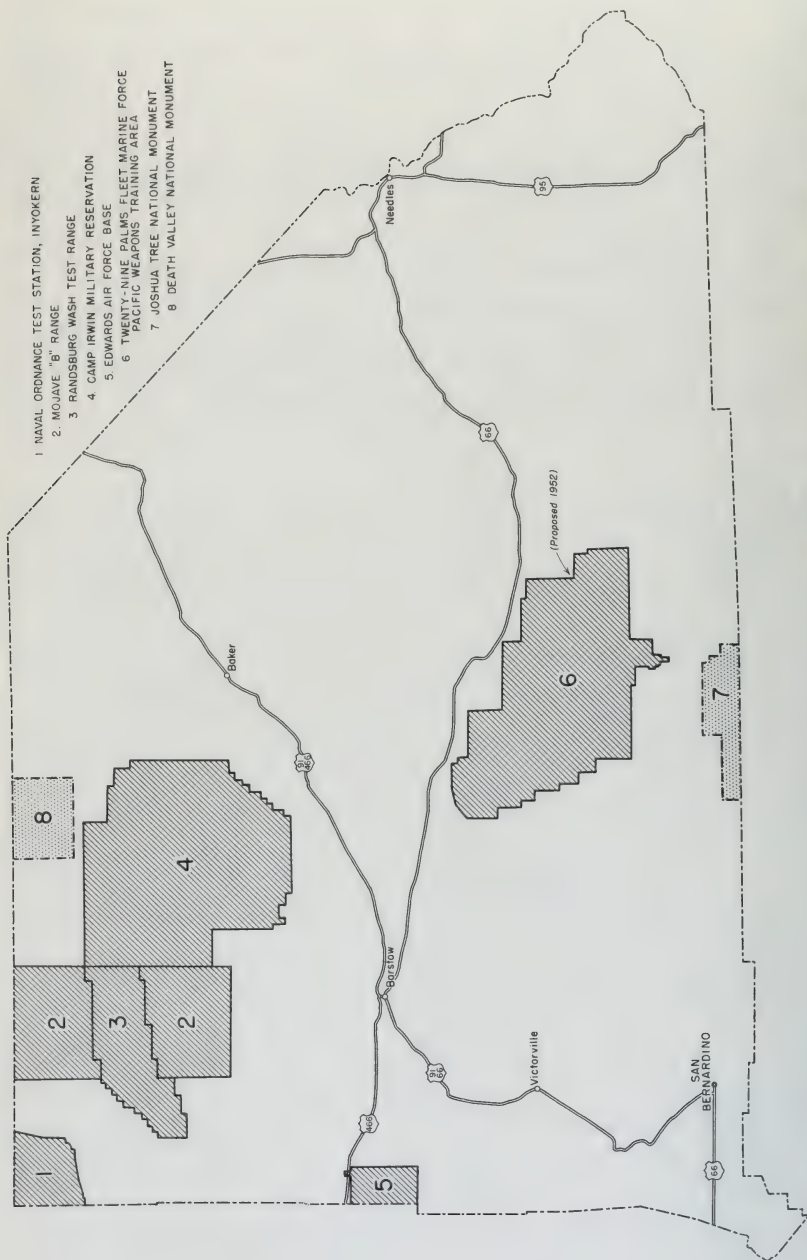 1 NAVAL ORDNANCE TEST STATION, INYOKERN
2. MOJAVE "B" RANGE
3 RANDSBURG WASH TEST RANGE
4. CAMP IRWIN MILITARY RESERVATION
5. EDWARDS AIR FORCE BASE
6 TWENTY-NINE PALMS FLEET MARINE FORCE
PACIFIC WEAPONS TRAINING AREA
7 JOSHUA TREE NATIONAL MONUMENT
8 DEATH VALLEY NATIONAL MONUMENT
1
2
8
3
4
2
Baker
91
466
Needles
466
Barstow
5
91
66
66
95
(Proposed 1952)
6
Victorville
7
SAN
BERNARDINO
66